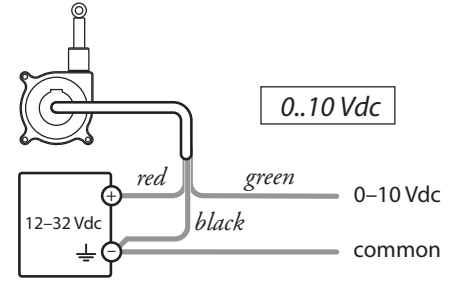 0..10 Vdc
red
green
0–10 Vdc
12–32 Vdc
+
black
−
common